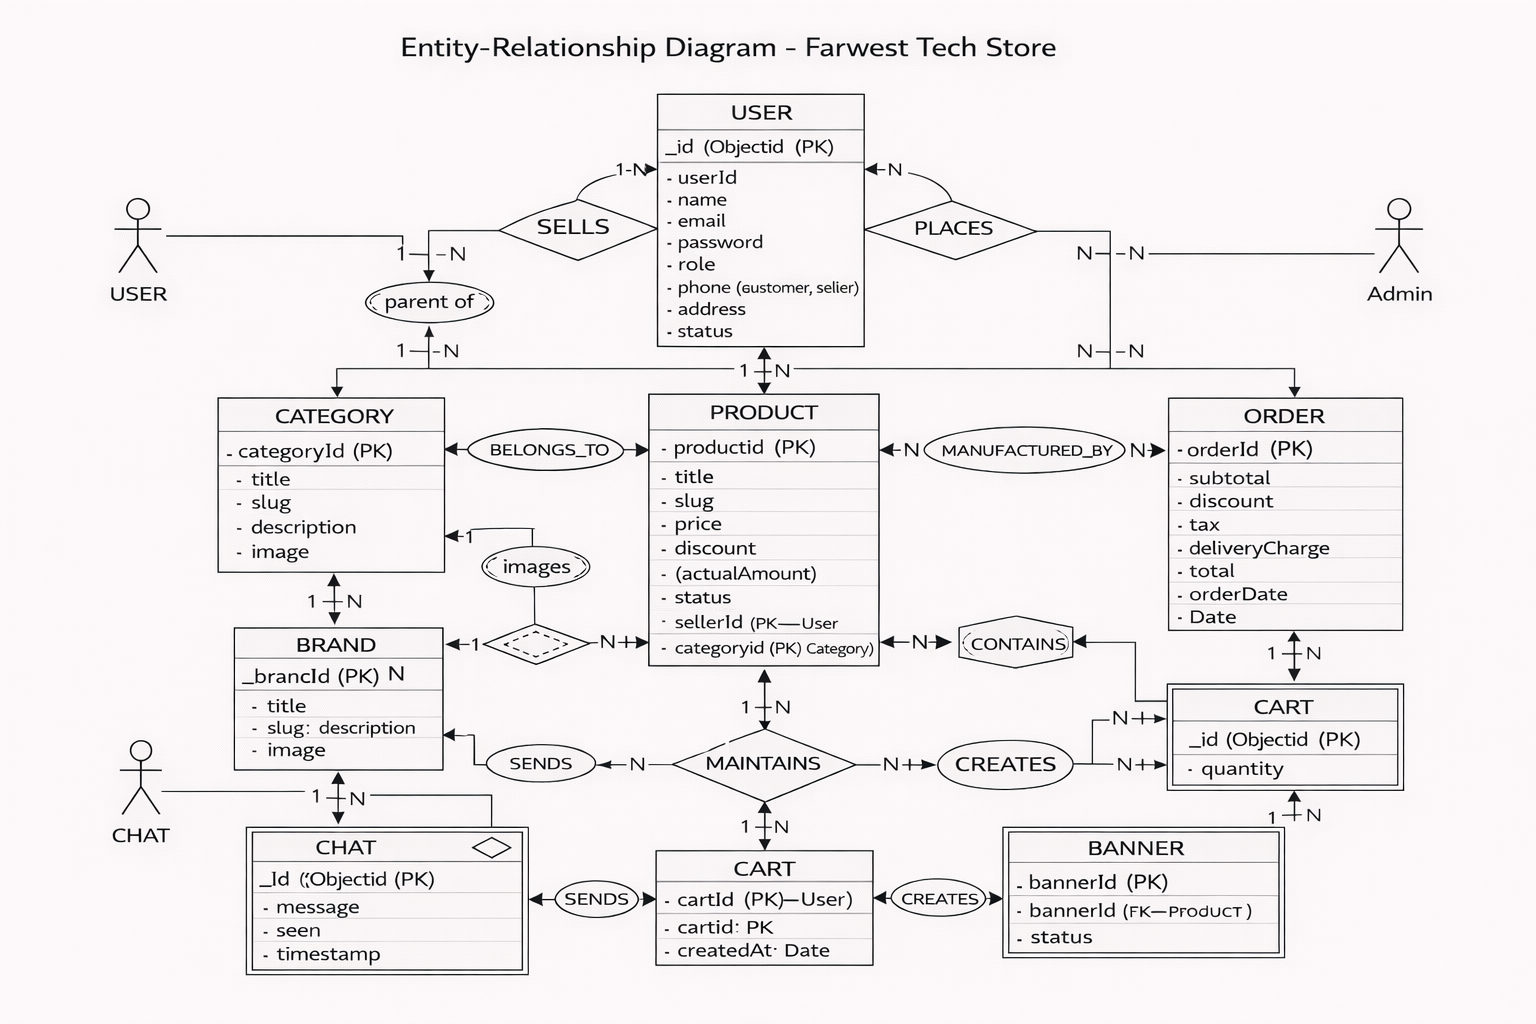 Entity-Relationship Diagram - Farwest Tech Store
USER
_id (Objectid (PK)
- userId
- name
- email
- password
- role
- phone (customer, seller)
- address
- status
1-N
SELLS
N
PLACES
USER
1 -N
parent of
1 -N
N -N
Admin
N -N
1 N
CATEGORY
- categoryId (PK)
- title
- slug
- description
- image
BELONGS_TO
PRODUCT
- productid (PK)
- title
- slug
- price
- discount
- (actualAmount)
- status
- sellerId (PK—User
- categoryid (PK) Category)
N MANUFACTURED_BY N
ORDER
- orderId (PK)
- subtotal
- discount
- tax
- deliveryCharge
- total
- orderDate
- Date
1
images
1 N
1
N
BRAND
_brancId (PK) N
- title
- slug: description
- image
N
CONTAINS
1 N
CART
_id (Objectid (PK)
- quantity
1 N
SENDS
N
MAINTAINS
N
CREATES
N
N
CHAT
1 N
1 N
1 N
CHAT
_Id (Objectid (PK)
- message
- seen
- timestamp
SENDS
CART
- cartId (PK)—User)
- cartid: PK
- createdAt· Date
CREATES
BANNER
- bannerId (PK)
- bannerId (FK—ProducT )
- status